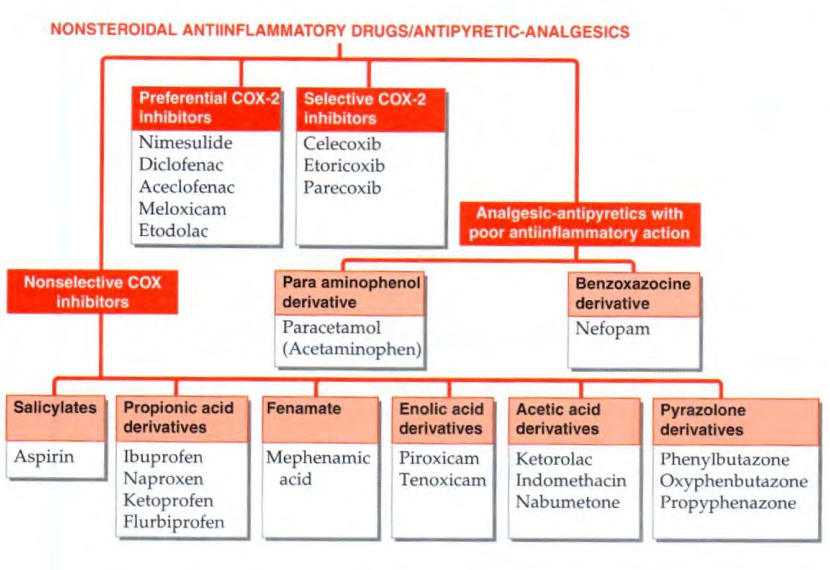 NONSTEROIDAL ANTIINFLAMMATORY DRUGS/ANTIPYRETIC-ANALGESICS
Preferential COX-2
inhibitors
Nimesulide
Diclofenac
Aceclofenac
Meloxicam
Etodolac
Selective COX-2
inhibitors
Celecoxib
Etoricoxib
Parecoxib
Analgesic-antipyretics with
poor antiinflammatory action
Nonselective COX
inhibitors
Para aminophenol
derivative
Paracetamol
(Acetaminophen)
Benzoxazocine
derivative
Nefopam
Salicylates
Aspirin
Propionic acid
derivatives
Ibuprofen
Naproxen
Ketoprofen
Flurbiprofen
Fenamate
Mephenamic
acid
Enolic acid
derivatives
Piroxicam
Tenoxicam
Acetic acid
derivatives
Ketorolac
Indomethacin
Nabumetone
Pyrazolone
derivatives
Phenylbutazone
Oxyphenbutazone
Propyphenazone